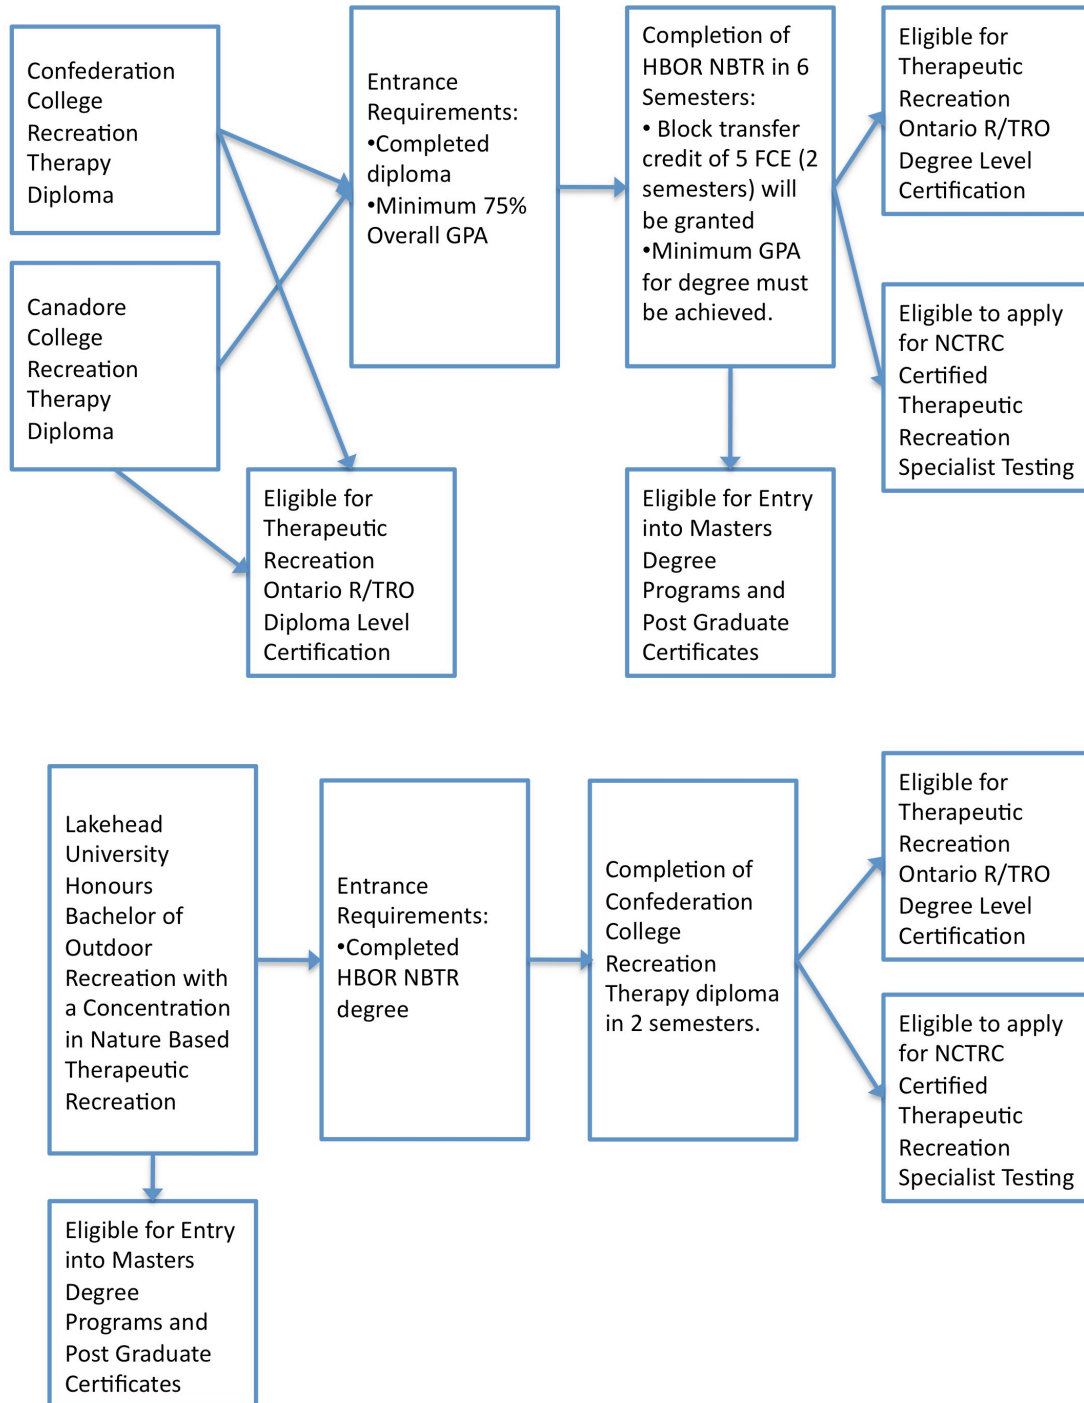 Confederation
College
Recreation
Therapy
Diploma
Canadore
College
Recreation
Therapy
Diploma
Entrance
Requirements:
•Completed
diploma
•Minimum 75%
Overall GPA
Eligible for
Therapeutic
Recreation
Ontario R/TRO
Diploma Level
Certification
Completion of
HBOR NBTR in 6
Semesters:
• Block transfer
credit of 5 FCE (2
semesters) will
be granted
•Minimum GPA
for degree must
be achieved.
Eligible for Entry
into Masters
Degree
Programs and
Post Graduate
Certificates
Eligible for
Therapeutic
Recreation
Ontario R/TRO
Degree Level
Certification
Eligible to apply
for NCTRC
Certified
Therapeutic
Recreation
Specialist Testing
Lakehead
University
Honours
Bachelor of
Outdoor
Recreation with
a Concentration
in Nature Based
Therapeutic
Recreation
Eligible for Entry
into Masters
Degree
Programs and
Post Graduate
Certificates
Entrance
Requirements:
•Completed
HBOR NBTR
degree
Completion of
Confederation
College
Recreation
Therapy diploma
in 2 semesters.
Eligible for
Therapeutic
Recreation
Ontario R/TRO
Degree Level
Certification
Eligible to apply
for NCTRC
Certified
Therapeutic
Recreation
Specialist Testing